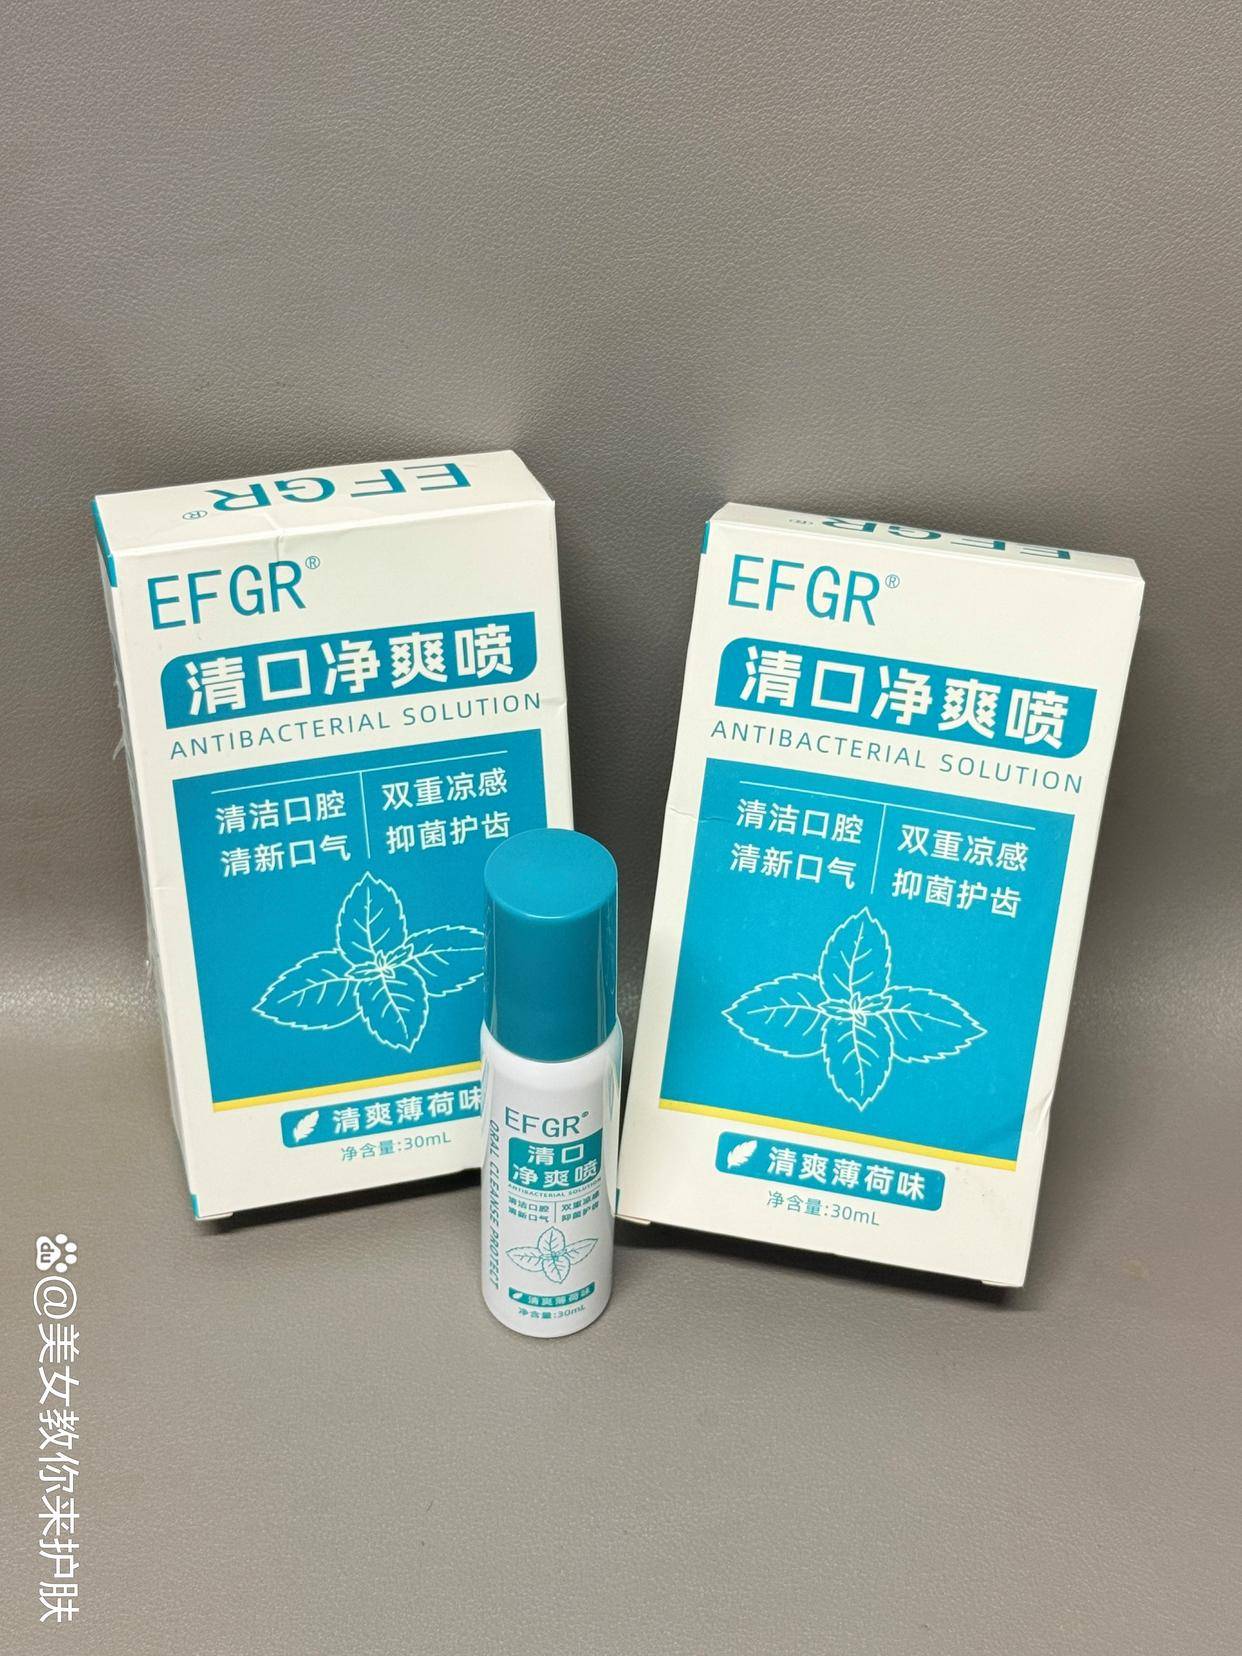 EFGR®
EFGR®
清口净爽喷
ANTIBACTERIAL SOLUTION
清洁口腔
清新口气
双重凉感
抑菌护齿
清爽薄荷味
净含量:30mL
EFGR®
EFGR®
清口净爽喷
ANTIBACTERIAL SOLUTION
清洁口腔
清新口气
双重凉感
抑菌护齿
清爽薄荷味
净含量:30mL
EFGR®
清口
净爽喷
ANTIBACTERIAL SOLUTION
清洁口腔
清新口气
双重凉感
抑菌护齿
清爽薄荷味
净含量:30mL
ORAL CLEANSE PROTECT
du@美女教你来护肤